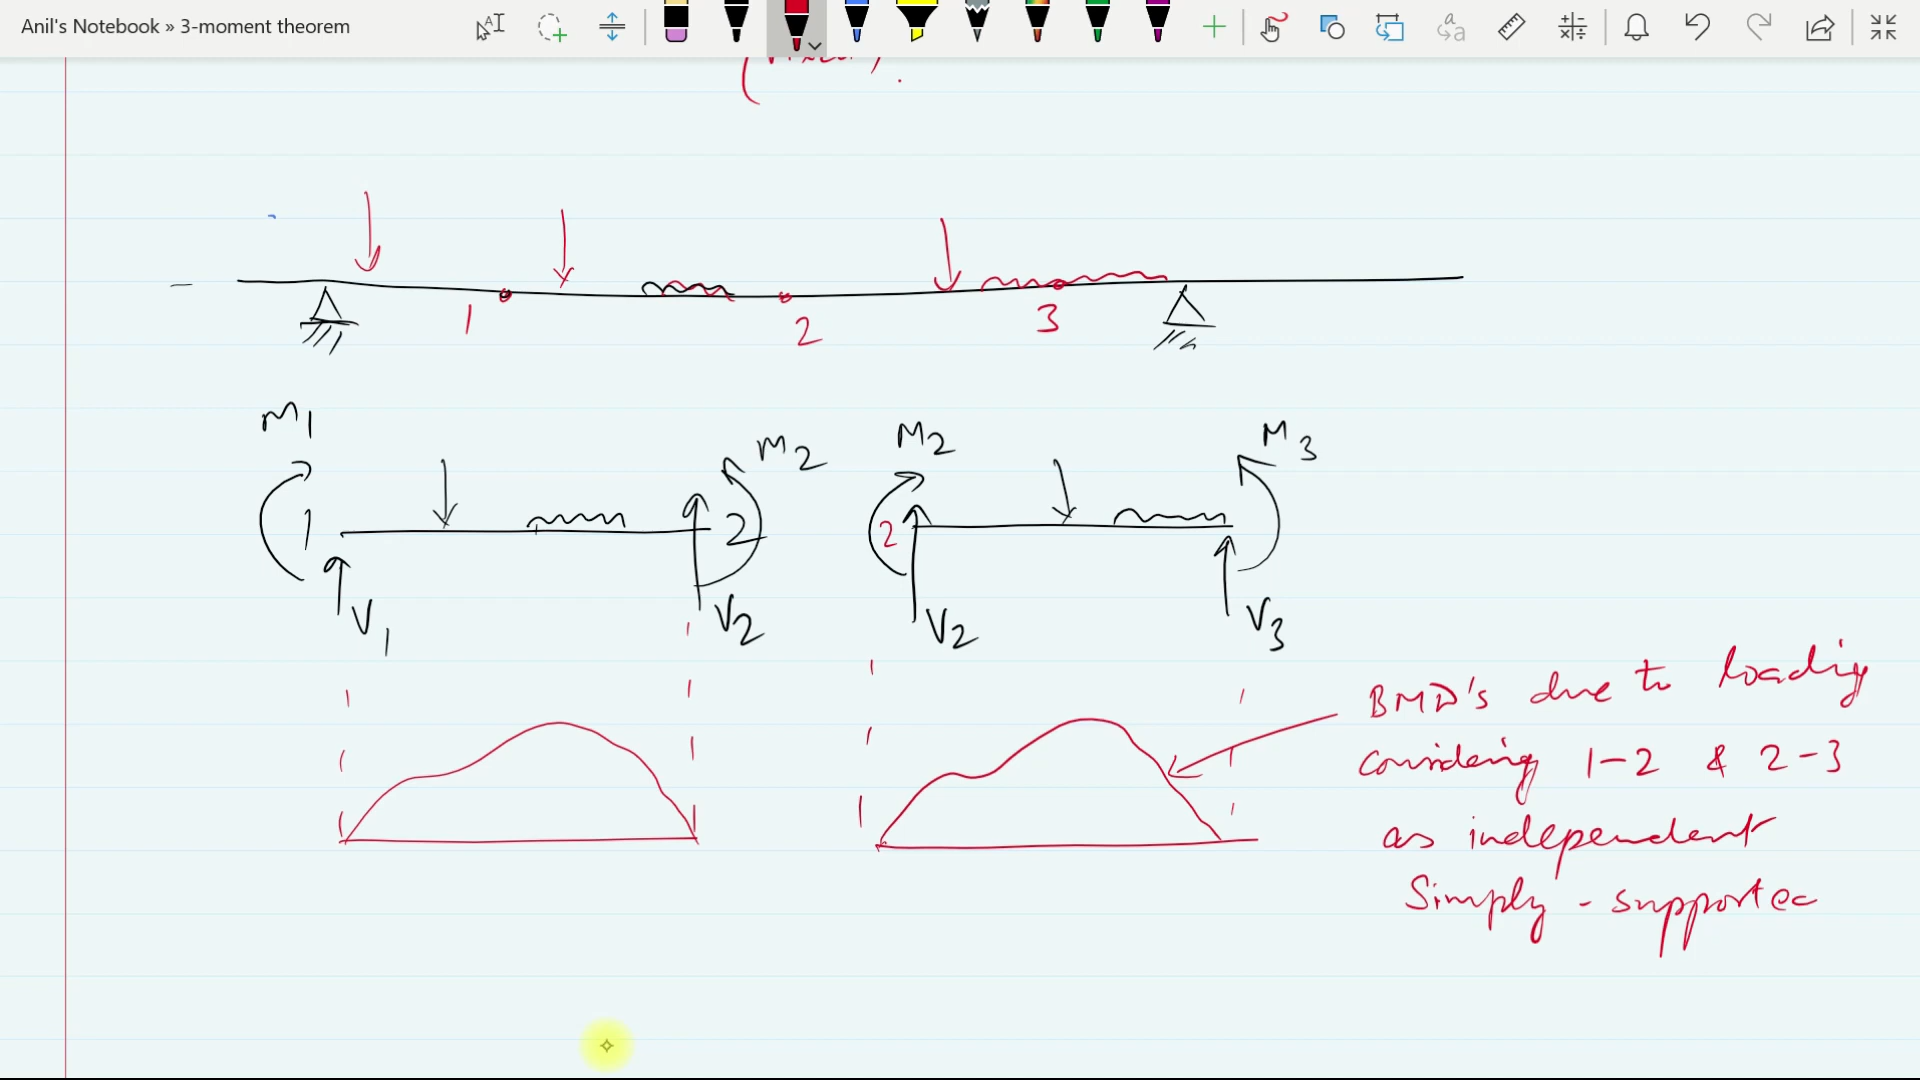 Anil's Notebook » 3-moment theorem
1 2 3
M1 M2 M2 M3
1 2 2
V1 V2 V2 V3
BMD's due to loading
considering 1-2 & 2-3
as independent
Simply - supported